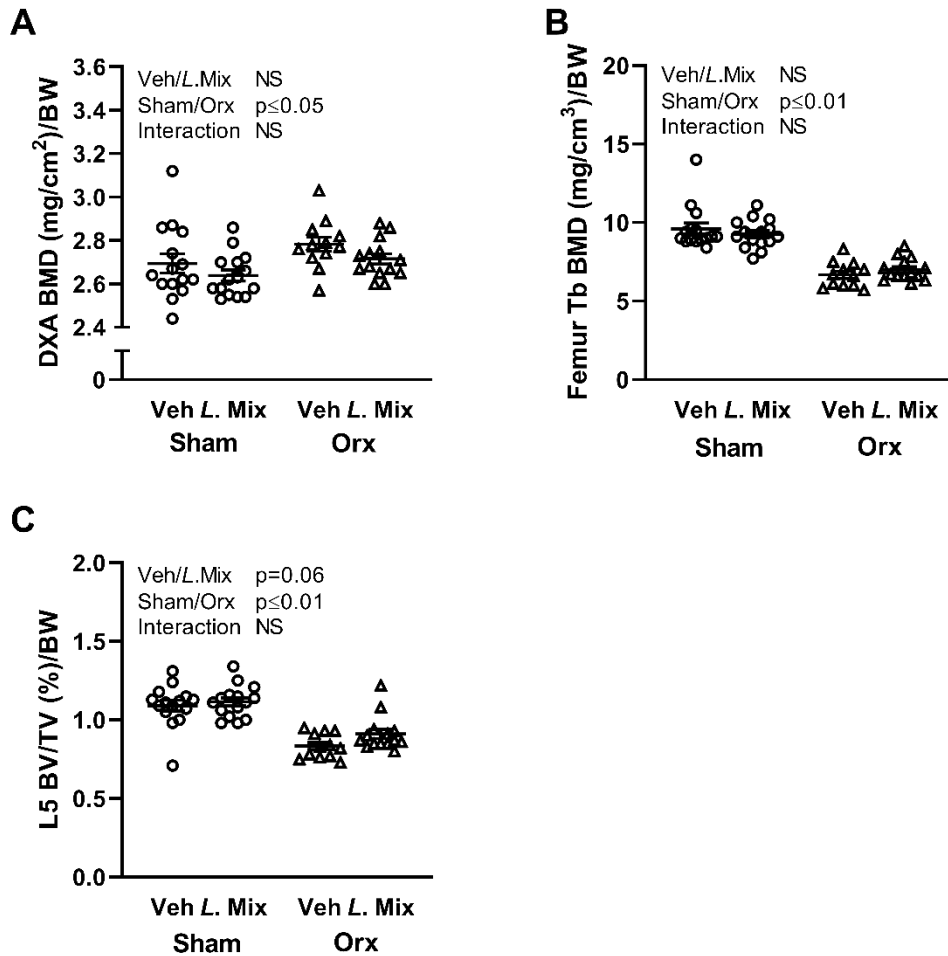 A
DXA BMD (mg/cm²)/BW
3.6
3.4
3.2
3.0
2.8
2.6
2.4
0
Veh/L.Mix NS
Sham/Orx p≤0.05
Interaction NS
Veh L. Mix Veh L. Mix
Sham Orx
B
Femur Tb BMD (mg/cm³)/BW
20
15
10
5
0
Veh/L.Mix NS
Sham/Orx p≤0.01
Interaction NS
Veh L. Mix Veh L. Mix
Sham Orx
C
L5 BV/TV (%)/BW
2.0
1.5
1.0
0.5
0.0
Veh/L.Mix p=0.06
Sham/Orx p≤0.01
Interaction NS
Veh L. Mix Veh L. Mix
Sham Orx